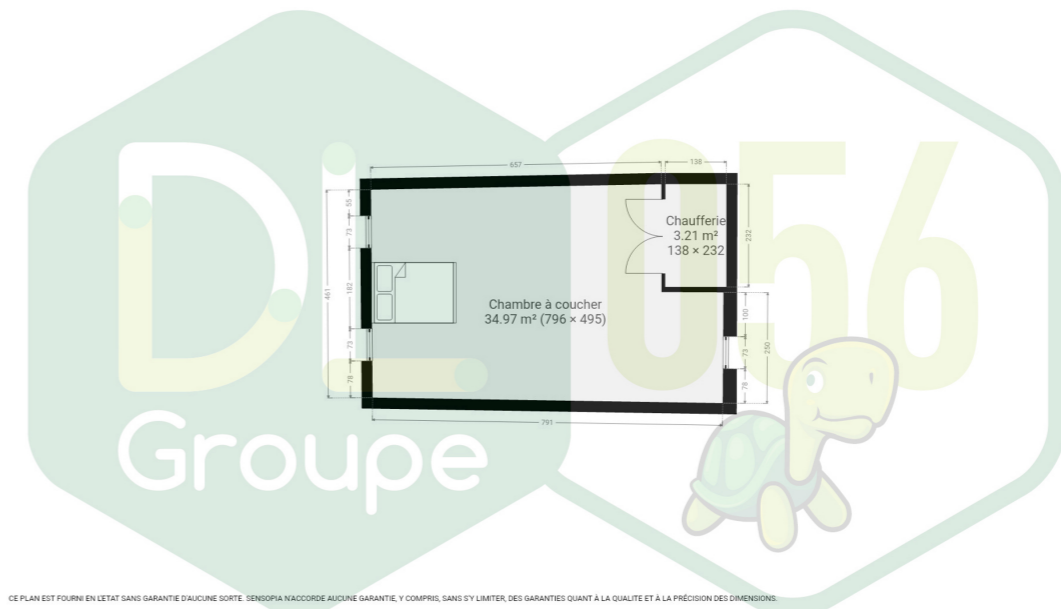 DL
Groupe
056
657
138
55
73
182
73
78
461
Chaufferie
3.21 m²
138 × 232
232
Chambre à coucher
34.97 m² (796 × 495)
100
73
78
250
791
CE PLAN EST FOURNI EN L'ETAT SANS GARANTIE D'AUCUNE SORTE. SENSOPIA N'ACCORDE AUCUNE GARANTIE, Y COMPRIS, SANS S'Y LIMITER, DES GARANTIES QUANT À LA QUALITE ET À LA PRÉCISION DES DIMENSIONS.